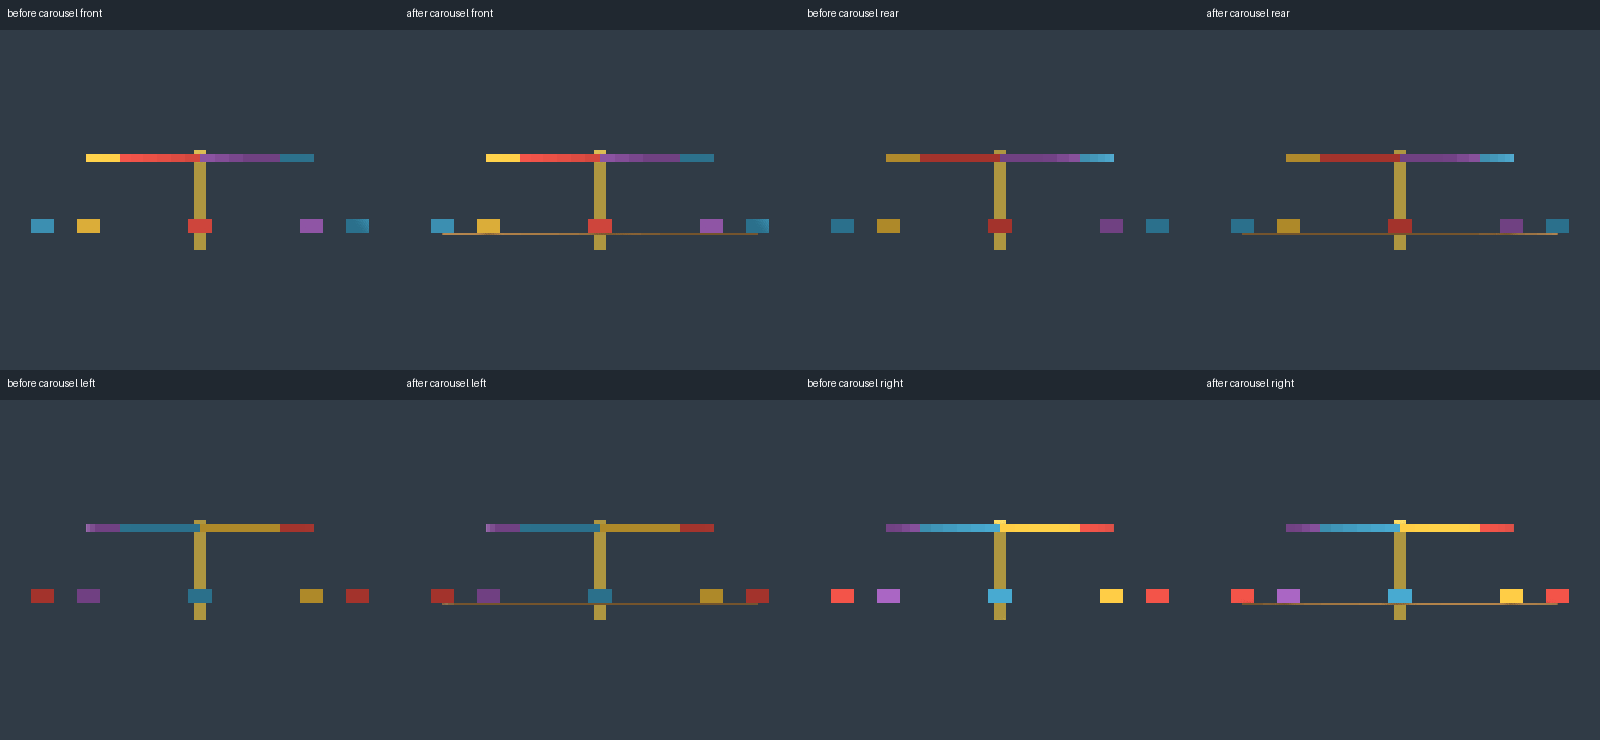 before carousel front
after carousel front
before carousel rear
after carousel rear
before carousel left
after carousel left
before carousel right
after carousel right